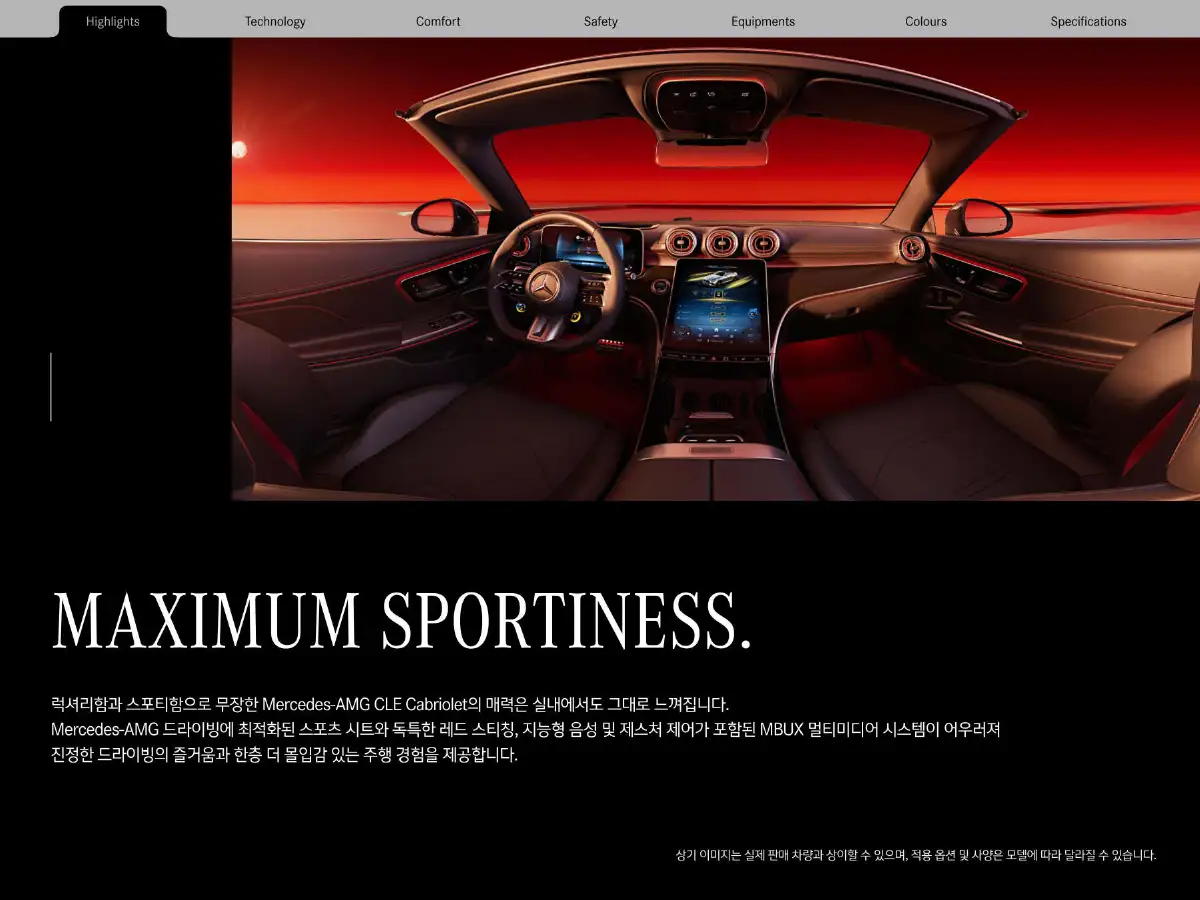 Highlights
Technology
Comfort
Safety
Equipments
Colours
Specifications
MAXIMUM SPORTINESS.
럭셔리함과 스포티함으로 무장한 Mercedes-AMG CLE Cabriolet의 매력은 실내에서도 그대로 느껴집니다.
Mercedes-AMG 드라이빙에 최적화된 스포츠 시트와 독특한 레드 스티칭, 지능형 음성 및 제스처 제어가 포함된 MBUX 멀티미디어 시스템이 어우러져
진정한 드라이빙의 즐거움과 한층 더 몰입감 있는 주행 경험을 제공합니다.
상기 이미지는 실제 판매 차량과 상이할 수 있으며, 적용 옵션 및 사양은 모델에 따라 달라질 수 있습니다.